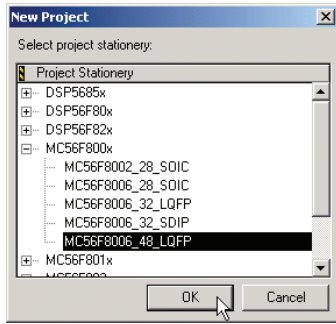 New Project
Select project stationery:
Project Stationery
DSP5685x
DSP56F80x
DSP56F82x
MC56F800x
MC56F8002_28_SOIC
MC56F8006_28_SOIC
MC56F8006_32_LQFP
MC56F8006_32_SDIP
MC56F8006_48_LQFP
MC56F801x
OK Cancel